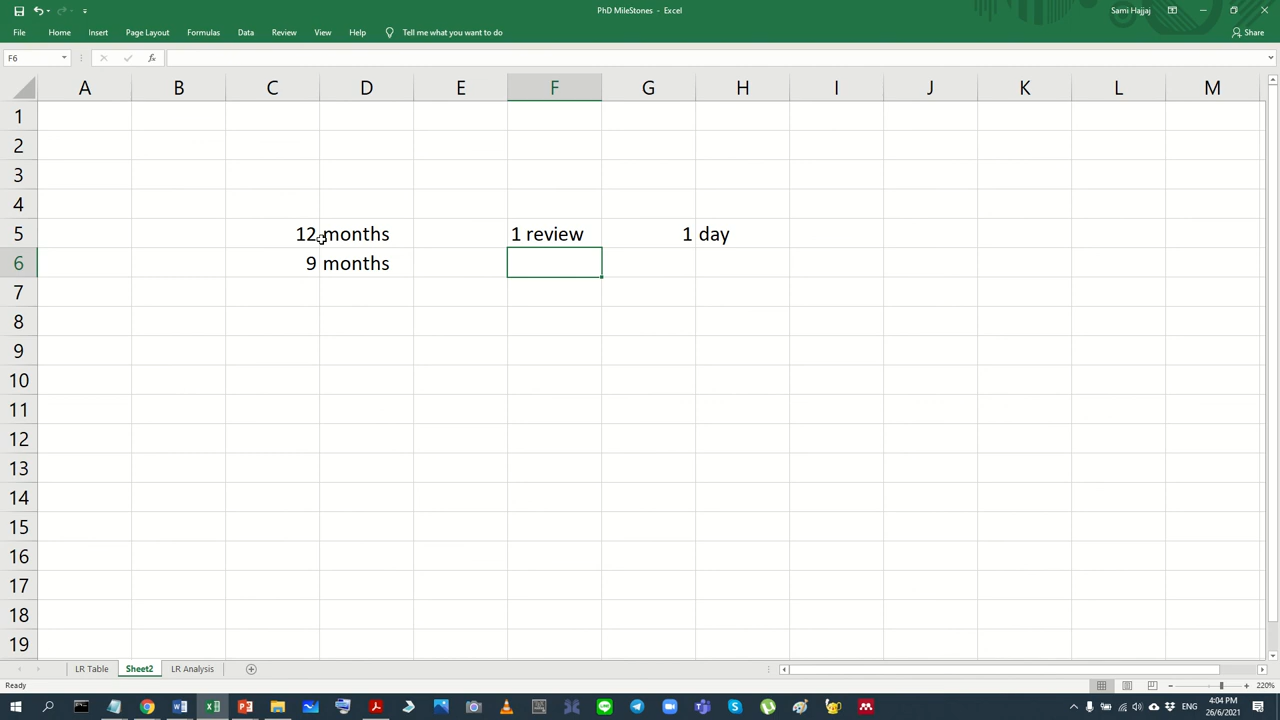 PhD MileStones - Excel
Sami Hajjaj
File Home Insert Page Layout Formulas Data Review View Help Tell me what you want to do Share
F6 fx
A B C D E F G H I J K L M
1
2
3
4
5 12 months 1 review 1 day
6 9 months
7
8
9
10
11
12
13
14
15
16
17
18
19
LR Table Sheet2 LR Analysis
Ready 220%
ENG 4:04 PM
26/6/2021